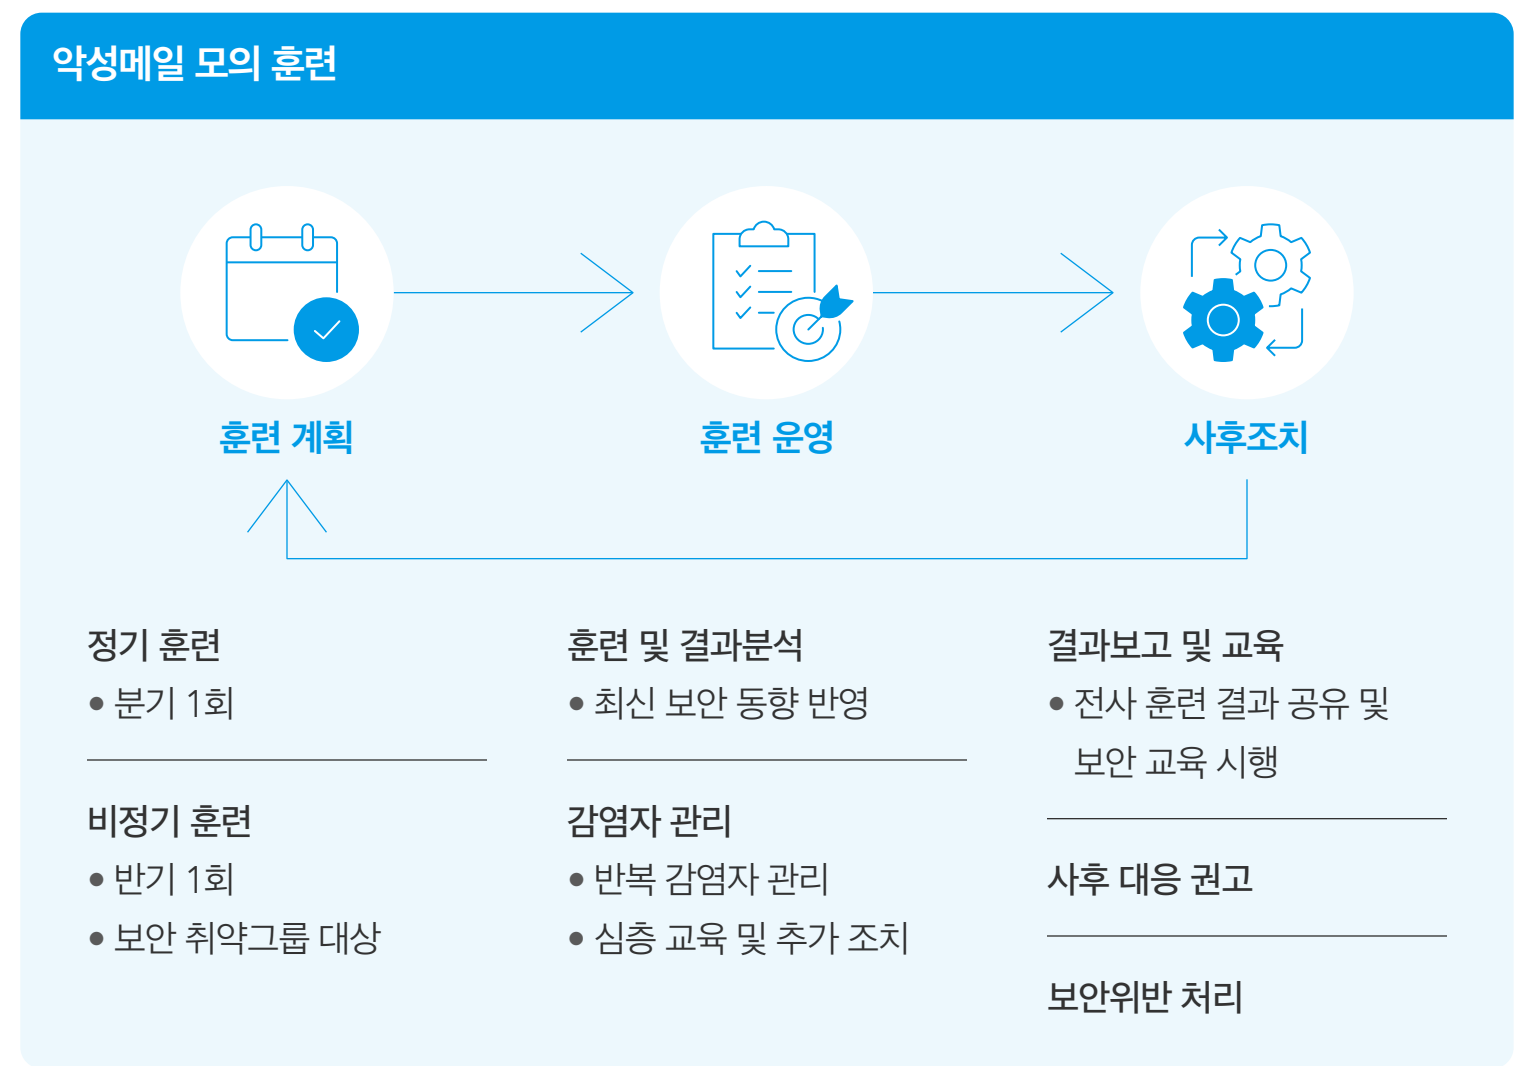 악성메일 모의 훈련
훈련 계획
훈련 운영
사후조치
정기 훈련
● 분기 1회
비정기 훈련
● 반기 1회
● 보안 취약그룹 대상
훈련 및 결과분석
● 최신 보안 동향 반영
감염자 관리
● 반복 감염자 관리
● 심층 교육 및 추가 조치
결과보고 및 교육
● 전사 훈련 결과 공유 및
보안 교육 시행
사후 대응 권고
보안위반 처리